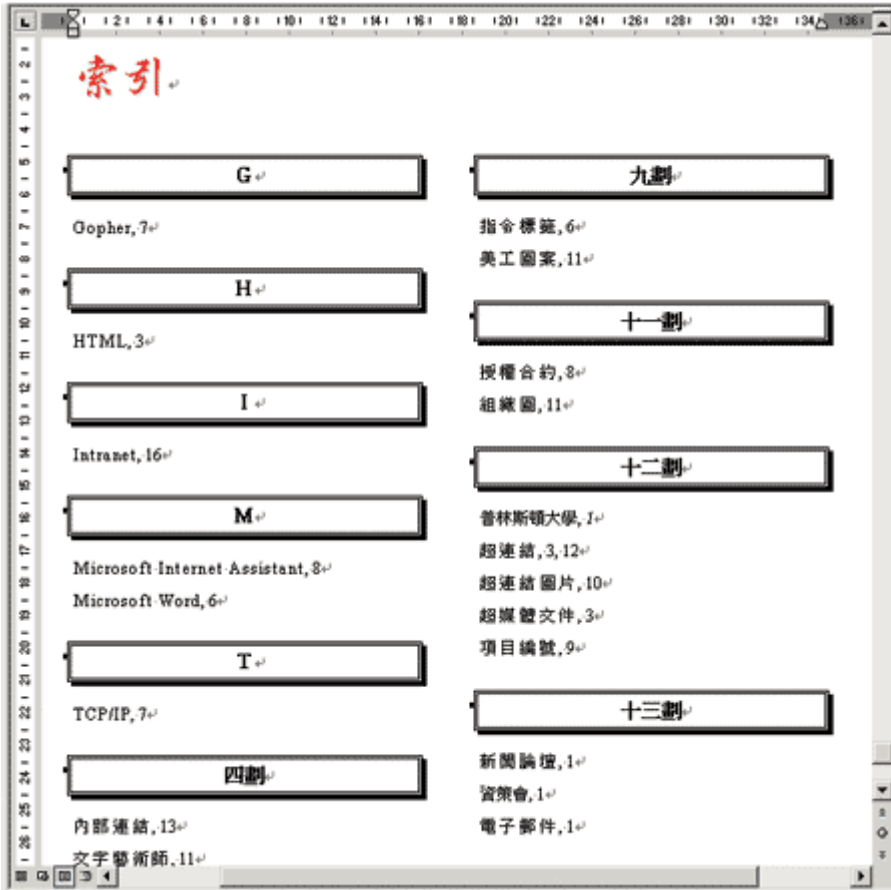 索引
G
Gopher, 7
H
HTML, 3
I
Intranet, 16
M
Microsoft Internet Assistant, 8
Microsoft Word, 6
T
TCP/IP, 7
四劃
內部連結, 13
文字藝術師, 11
九劃
指令標籤, 6
美工圖案, 11
十一劃
授權合約, 8
組織圖, 11
十二劃
普林斯頓大學, 1
超連結, 3, 12
超連結圖片, 10
超媒體文件, 3
項目編號, 9
十三劃
新聞論壇, 1
資策會, 1
電子郵件, 1